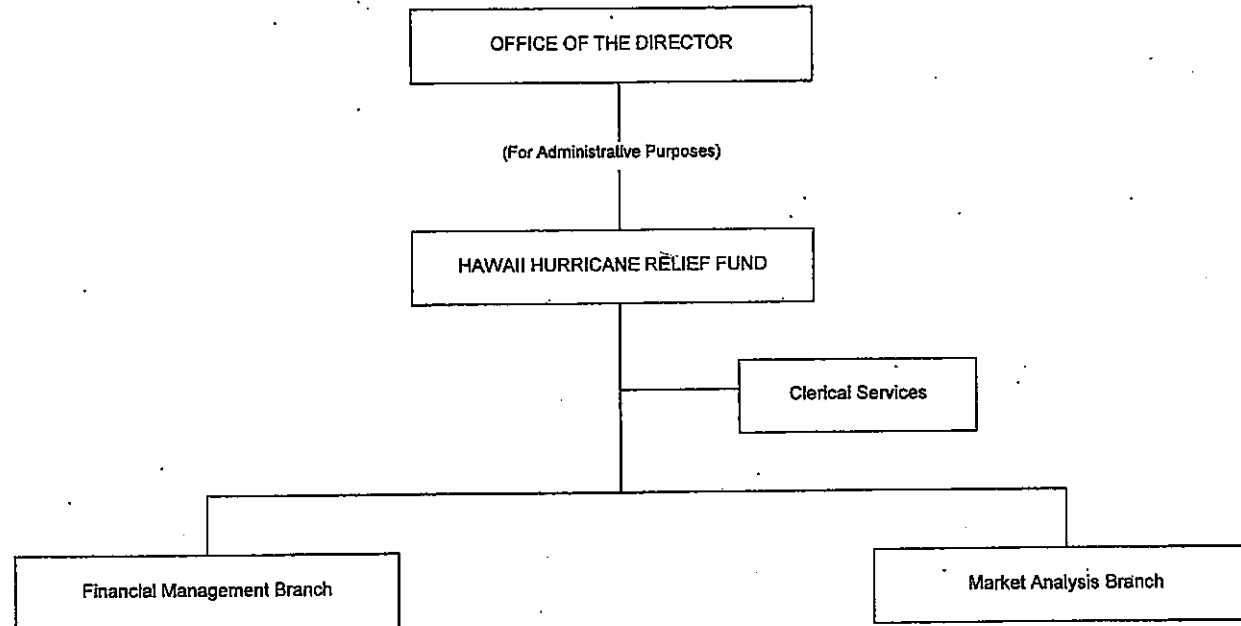 OFFICE OF THE DIRECTOR
(For Administrative Purposes)
HAWAII HURRICANE RELIEF FUND
Clerical Services
Financial Management Branch
Market Analysis Branch